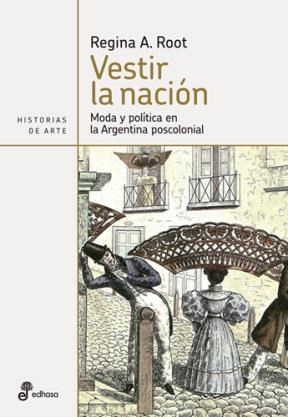 Regina A. Root
Vestir
la nación
HISTORIAS
DE ARTE
Moda y política en
la Argentina poscolonial
edhasa